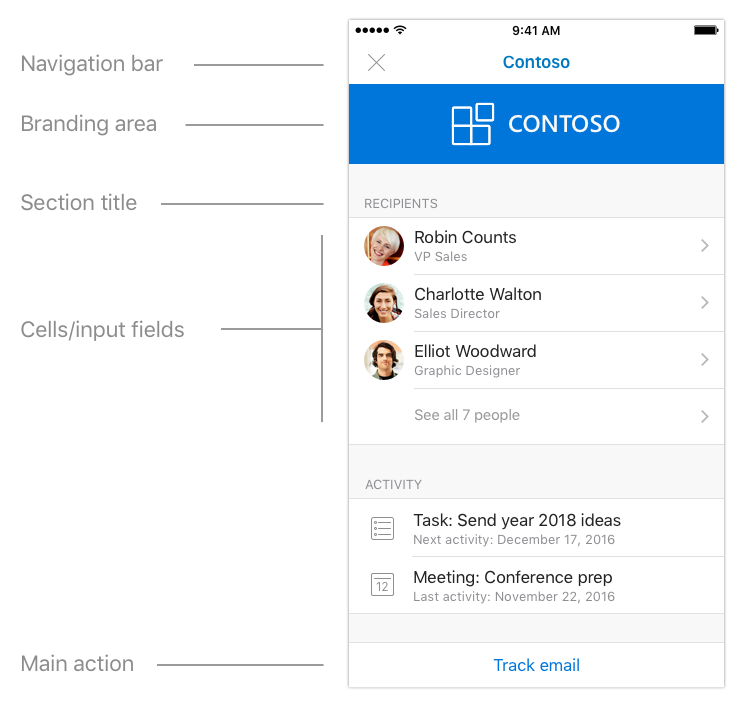 9:41 AM
Navigation bar
Contoso
Branding area
CONTOSO
Section title
RECIPIENTS
Robin Counts
VP Sales
Charlotte Walton
Sales Director
Cells/input fields
Elliot Woodward
Graphic Designer
See all 7 people
ACTIVITY
Task: Send year 2018 ideas
Next activity: December 17, 2016
12
Meeting: Conference prep
Last activity: November 22, 2016
Main action
Track email